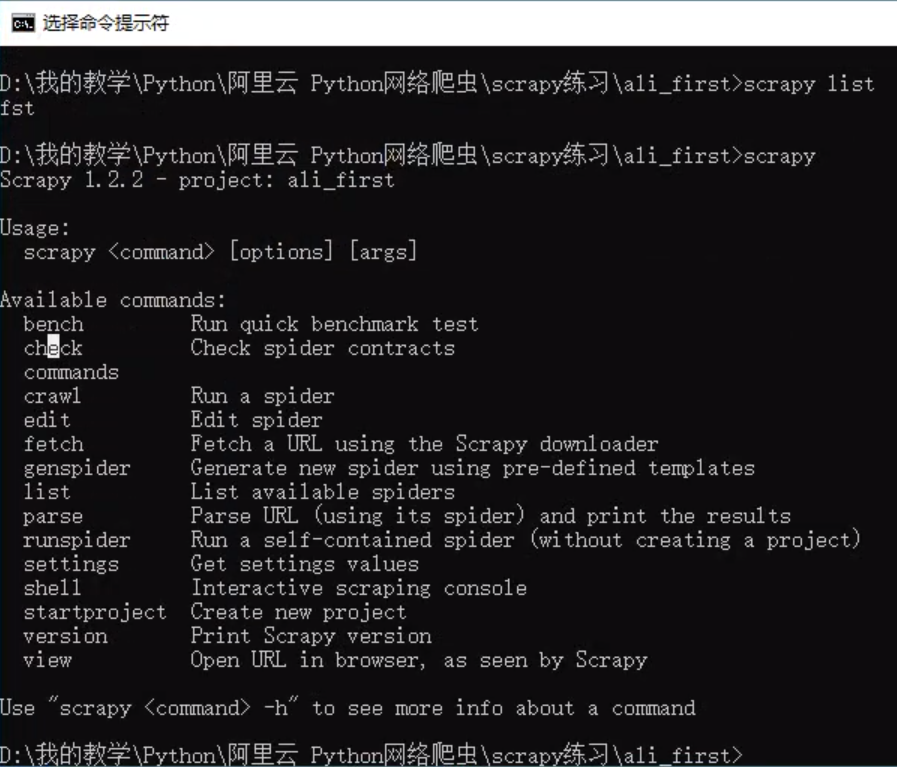 选择命令提示符
D:\我的教学\Python\阿里云 Python网络爬虫\scrapy练习\ali_first>scrapy list
fst
D:\我的教学\Python\阿里云 Python网络爬虫\scrapy练习\ali_first>scrapy
Scrapy 1.2.2 - project: ali_first
Usage:
scrapy <command> [options] [args]
Available commands:
bench Run quick benchmark test
check Check spider contracts
commands
crawl Run a spider
edit Edit spider
fetch Fetch a URL using the Scrapy downloader
genspider Generate new spider using pre-defined templates
list List available spiders
parse Parse URL (using its spider) and print the results
runspider Run a self-contained spider (without creating a project)
settings Get settings values
shell Interactive scraping console
startproject Create new project
version Print Scrapy version
view Open URL in browser, as seen by Scrapy
Use "scrapy <command> -h" to see more info about a command
D:\我的教学\Python\阿里云 Python网络爬虫\scrapy练习\ali_first>